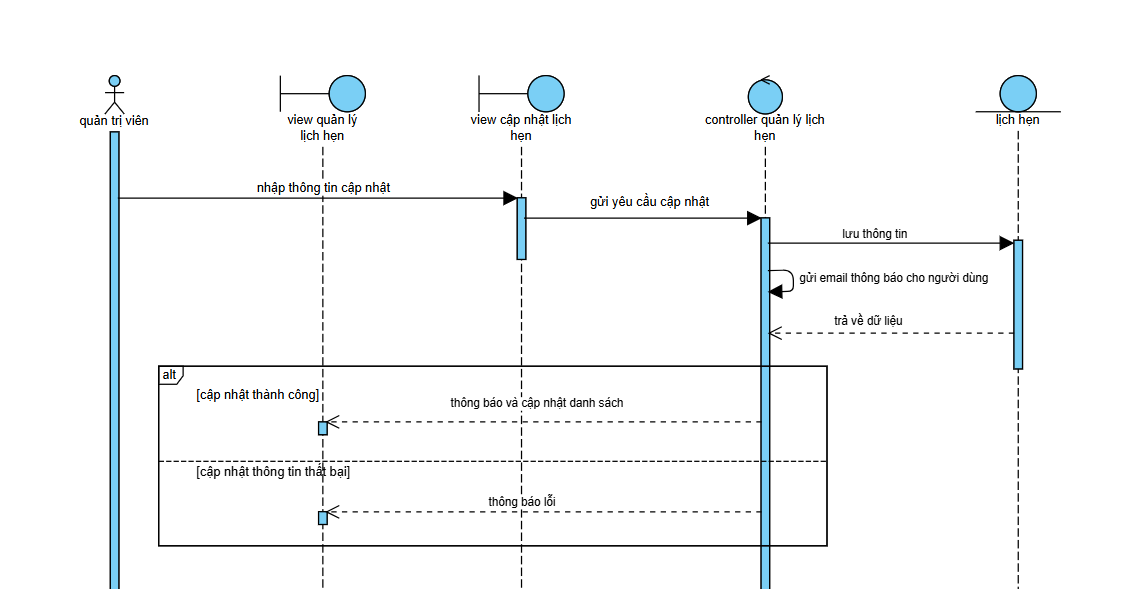 quản trị viên
view quản lý
lịch hẹn
view cập nhật lịch
hẹn
controller quản lý lịch
hẹn
lịch hẹn
nhập thông tin cập nhật
gửi yêu cầu cập nhật
lưu thông tin
gửi email thông báo cho người dùng
trả về dữ liệu
alt
[cập nhật thành công]
thông báo và cập nhật danh sách
[cập nhật thông tin thất bại]
thông báo lỗi